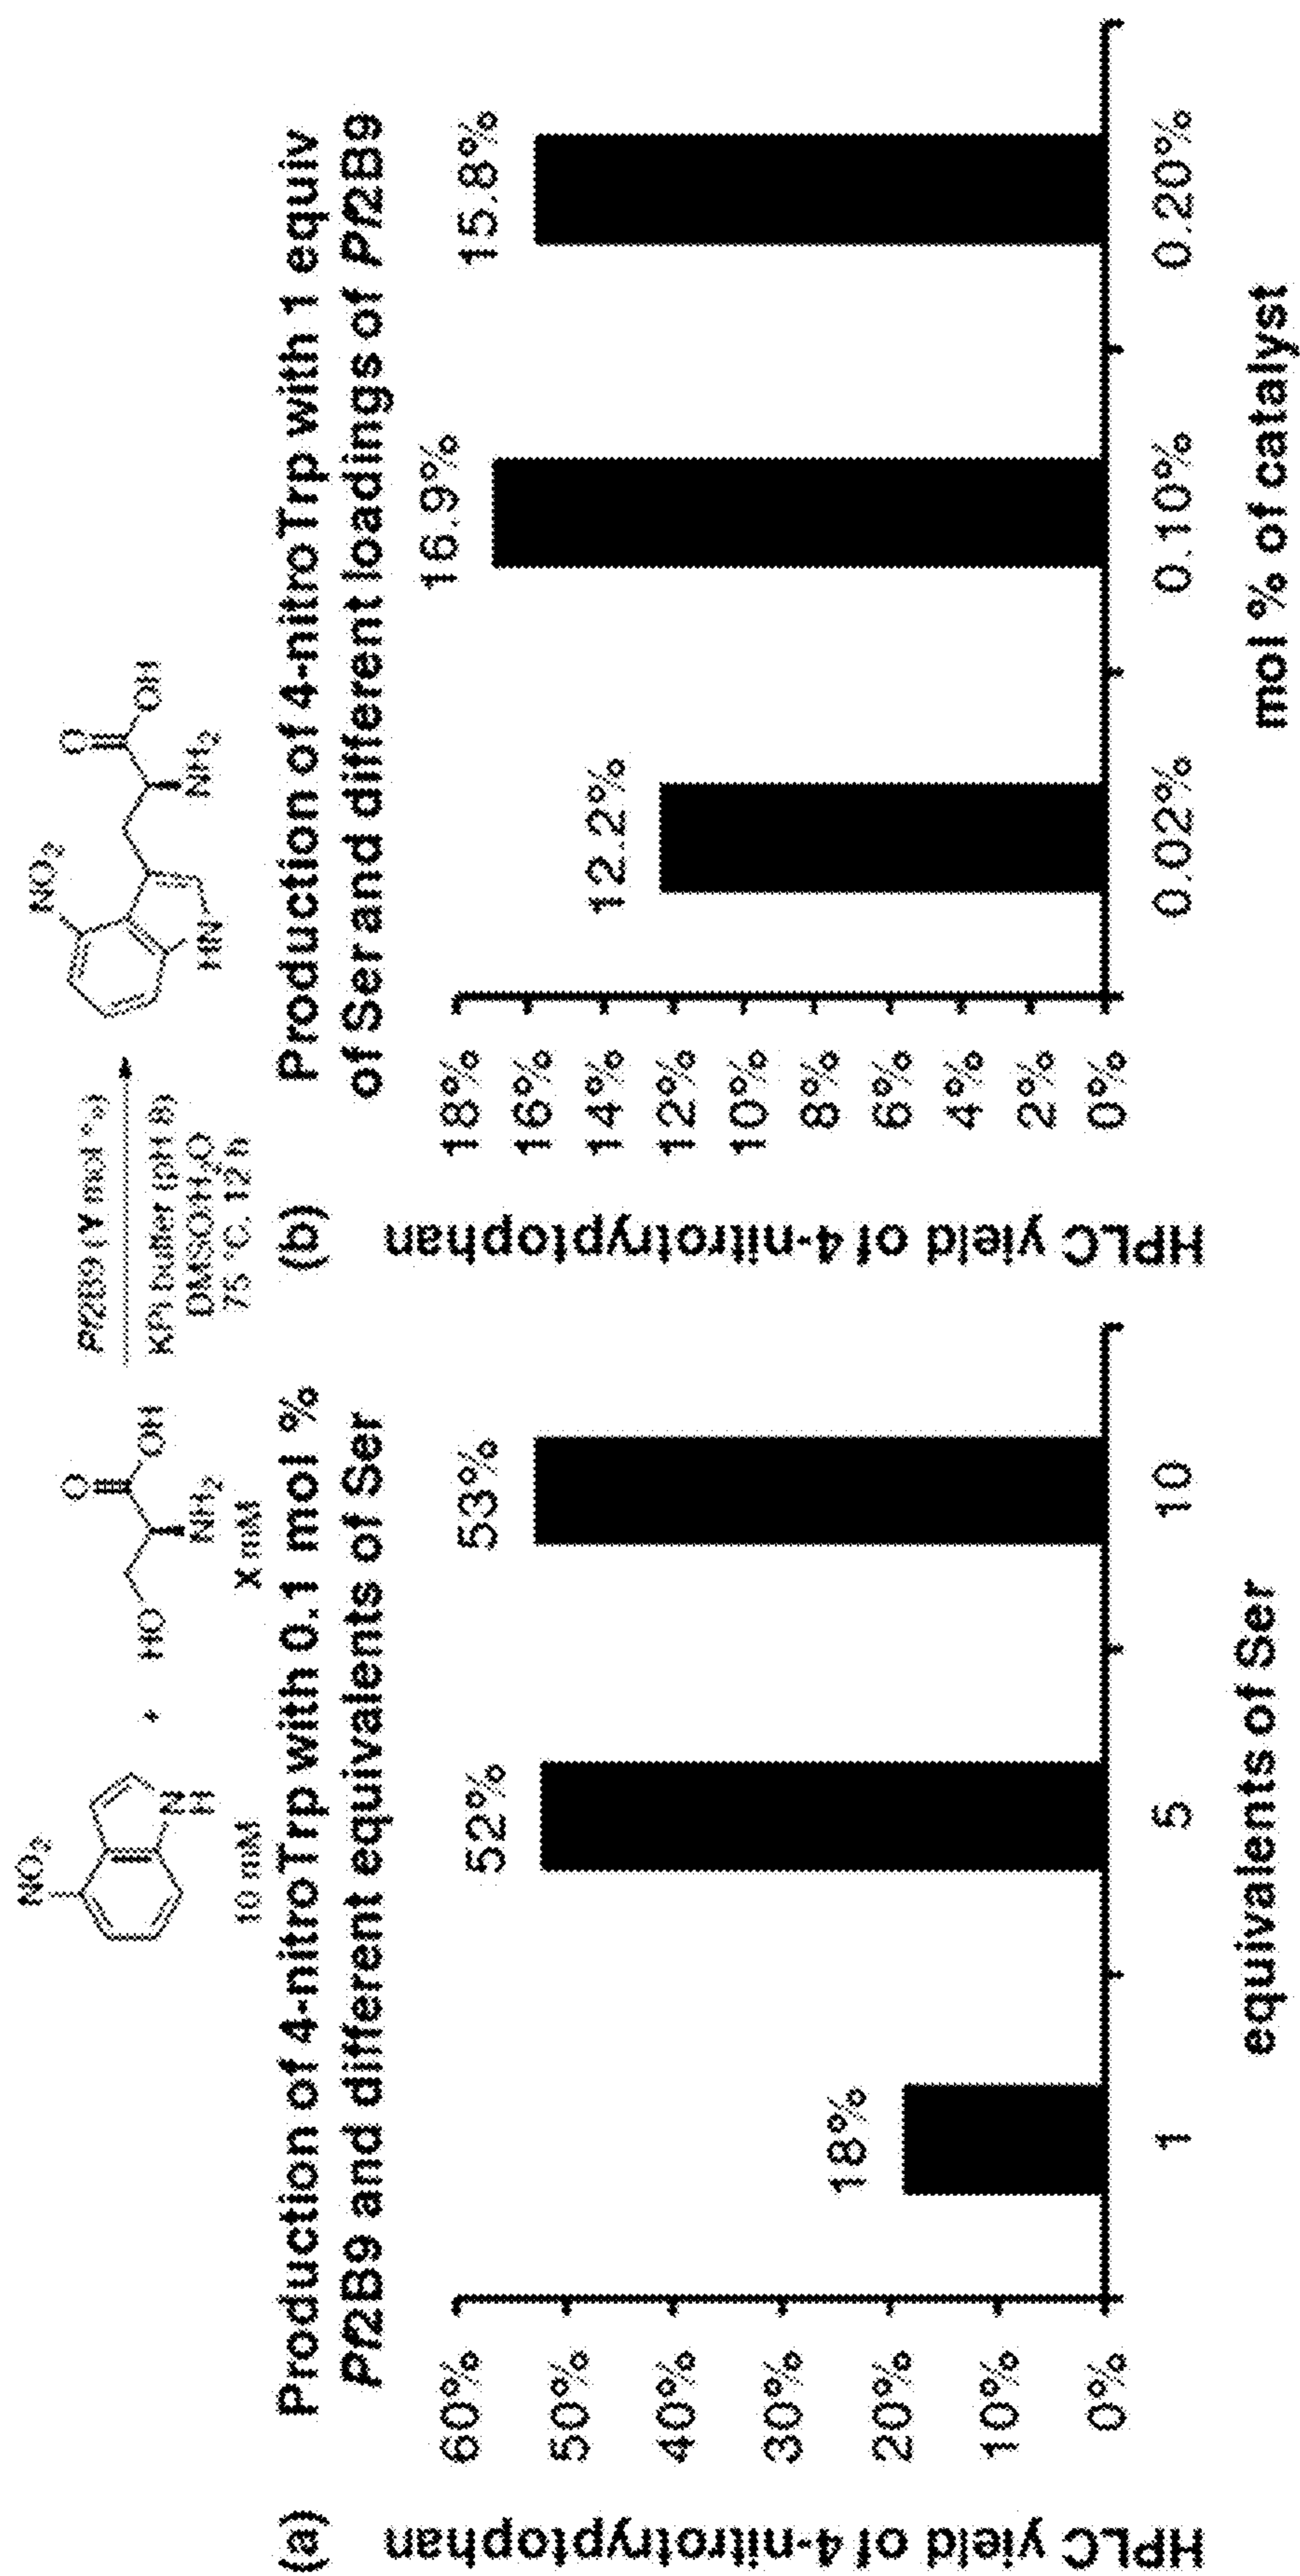 NO2
N
H
10 mM
+
HO
O
OH
NH2
X mM
Pf2B9 (Y mol %)
KPi buffer (pH 8)
DMSO/H2O
75 °C, 12 h
NO2
O
OH
NH2
HN
(a) Production of 4-nitroTrp with 0.1 mol %
Pf2B9 and different equivalents of Ser
HPLC yield of 4-nitrotryptophan
60%
50%
40%
30%
20%
10%
0%
18%
52%
53%
1 5 10
equivalents of Ser
(b) Production of 4-nitroTrp with 1 equiv
of Ser and different loadings of Pf2B9
HPLC yield of 4-nitrotryptophan
18%
16%
14%
12%
10%
8%
6%
4%
2%
0%
12.2%
16.9%
15.8%
0.02% 0.10% 0.20%
mol % of catalyst